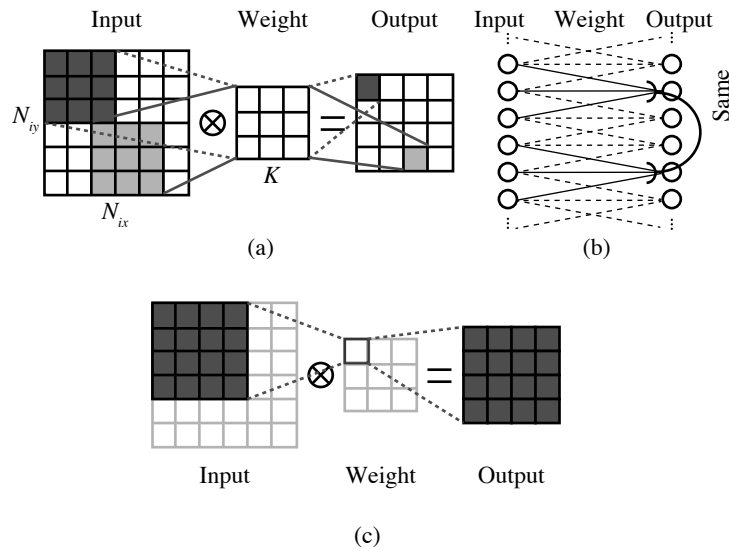 Input Weight Output
N_iy
K
N_ix
(a)
Input Weight Output
Same
(b)
Input Weight Output
(c)